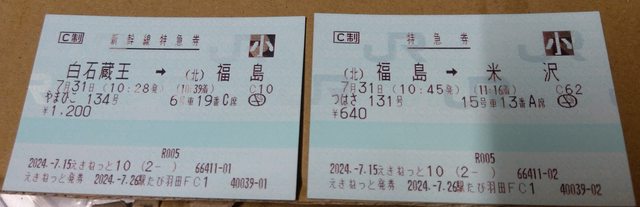 C制
新幹線特急券
小
白石蔵王 → (北) 福島
7月31日 (10:28発) (10:39着) C10
やまびこ 134号 6号車19番C席
¥1,200
R005
2024.-7.15えきねっと10 (2- ) 66411-01
えきねっと発券 2024.-7.26駅たび羽田FC1 40039-01
C制
特急券
小
(北) 福島 → 米沢
7月31日 (10:45発) (11:16着) C62
つばさ 131号 15号車13番A席
¥640
R005
2024.-7.15えきねっと10 (2- ) 66411-02
えきねっと発券 2024.-7.26駅たび羽田FC1 40039-02